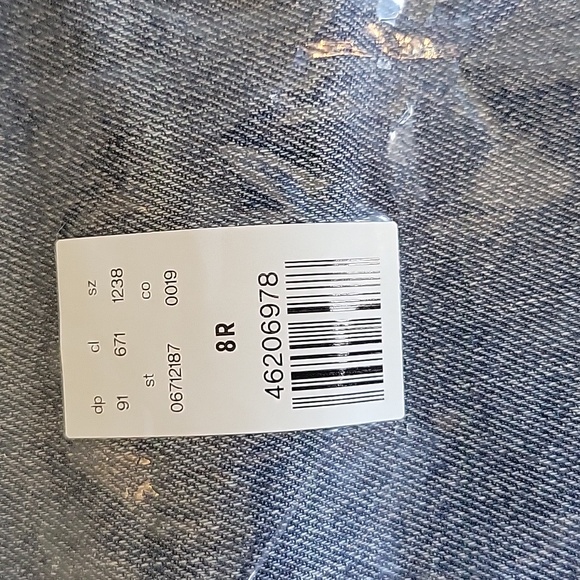 dp cl sz
91 671 1238
st co
06712187 0019
8R
46206978